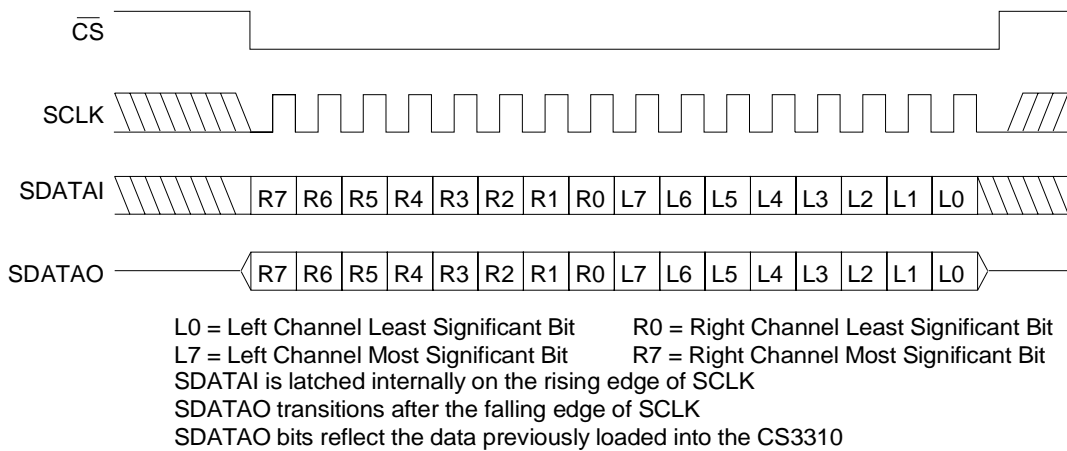 CS
SCLK
SDATAI R7 R6 R5 R4 R3 R2 R1 R0 L7 L6 L5 L4 L3 L2 L1 L0
SDATAO R7 R6 R5 R4 R3 R2 R1 R0 L7 L6 L5 L4 L3 L2 L1 L0
L0 = Left Channel Least Significant Bit R0 = Right Channel Least Significant Bit
L7 = Left Channel Most Significant Bit R7 = Right Channel Most Significant Bit
SDATAI is latched internally on the rising edge of SCLK
SDATAO transitions after the falling edge of SCLK
SDATAO bits reflect the data previously loaded into the CS3310